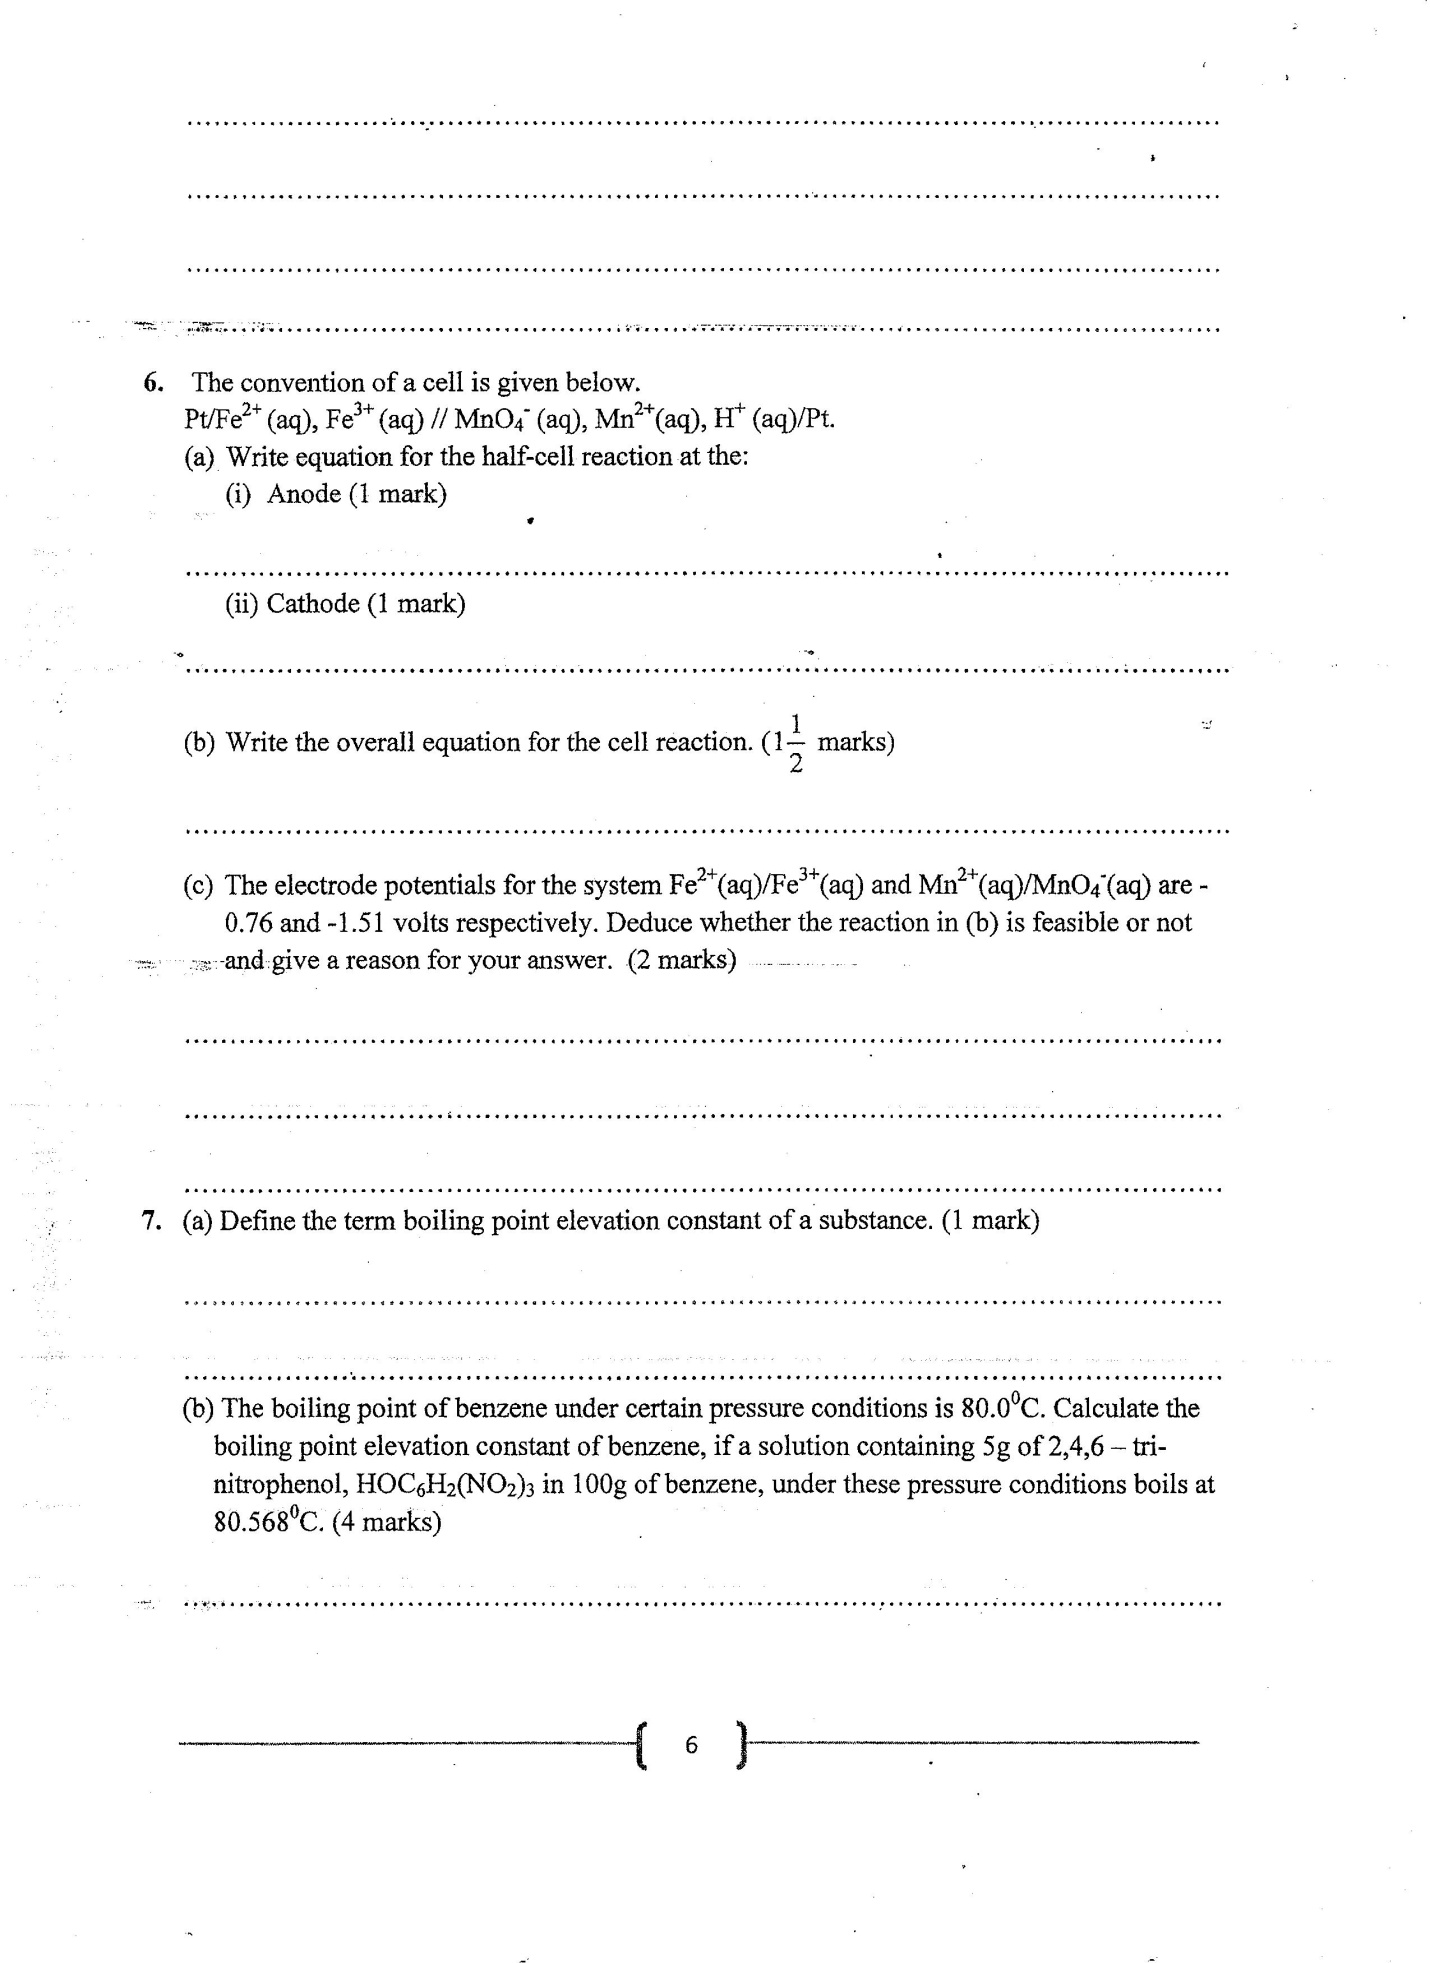 6. The convention of a cell is given below.
Pt/Fe²⁺ (aq), Fe³⁺ (aq) // MnO₄⁻ (aq), Mn²⁺(aq), H⁺ (aq)/Pt.
(a) Write equation for the half-cell reaction at the:
(i) Anode (1 mark)
(ii) Cathode (1 mark)
(b) Write the overall equation for the cell reaction. (1 1/2 marks)
(c) The electrode potentials for the system Fe²⁺(aq)/Fe³⁺(aq) and Mn²⁺(aq)/MnO₄⁻(aq) are -
0.76 and -1.51 volts respectively. Deduce whether the reaction in (b) is feasible or not
and give a reason for your answer. (2 marks)
7. (a) Define the term boiling point elevation constant of a substance. (1 mark)
(b) The boiling point of benzene under certain pressure conditions is 80.0⁰C. Calculate the
boiling point elevation constant of benzene, if a solution containing 5g of 2,4,6 – tri-
nitrophenol, HOC₆H₂(NO₂)₃ in 100g of benzene, under these pressure conditions boils at
80.568⁰C. (4 marks)
6